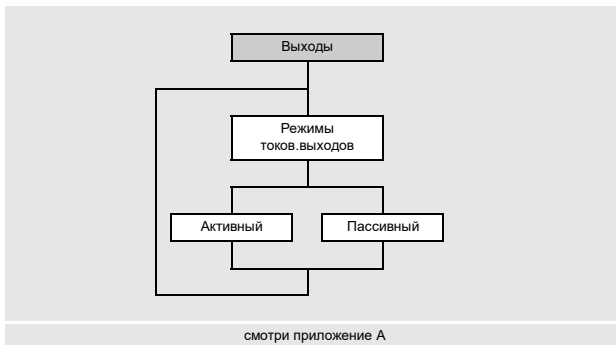 Выходы
Режимы
токов.выходов
Активный
Пассивный
смотри приложение А